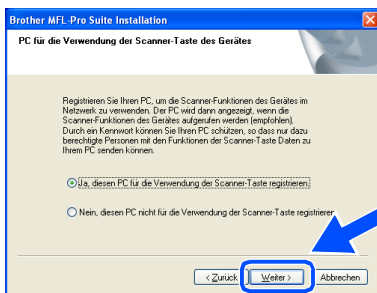 Brother MFL-Pro Suite Installation
PC für die Verwendung der Scanner-Taste des Gerätes
Registrieren Sie Ihren PC, um die Scanner-Funktionen des Gerätes im
Netzwerk zu verwenden. Der PC wird dann angezeigt, wenn die
Scanner-Funktionen des Gerätes aufgerufen werden (empfohlen).
Durch ein Kennwort können Sie Ihren PC schützen, so dass nur dazu
berechtigte Personen mit den Funktionen der Scanner-Taste Daten zu
Ihrem PC senden können.
Ja, diesen PC für die Verwendung der Scanner-Taste registrieren.
Nein, diesen PC nicht für die Verwendung der Scanner-Taste registrieren
< Zurück Weiter > Abbrechen